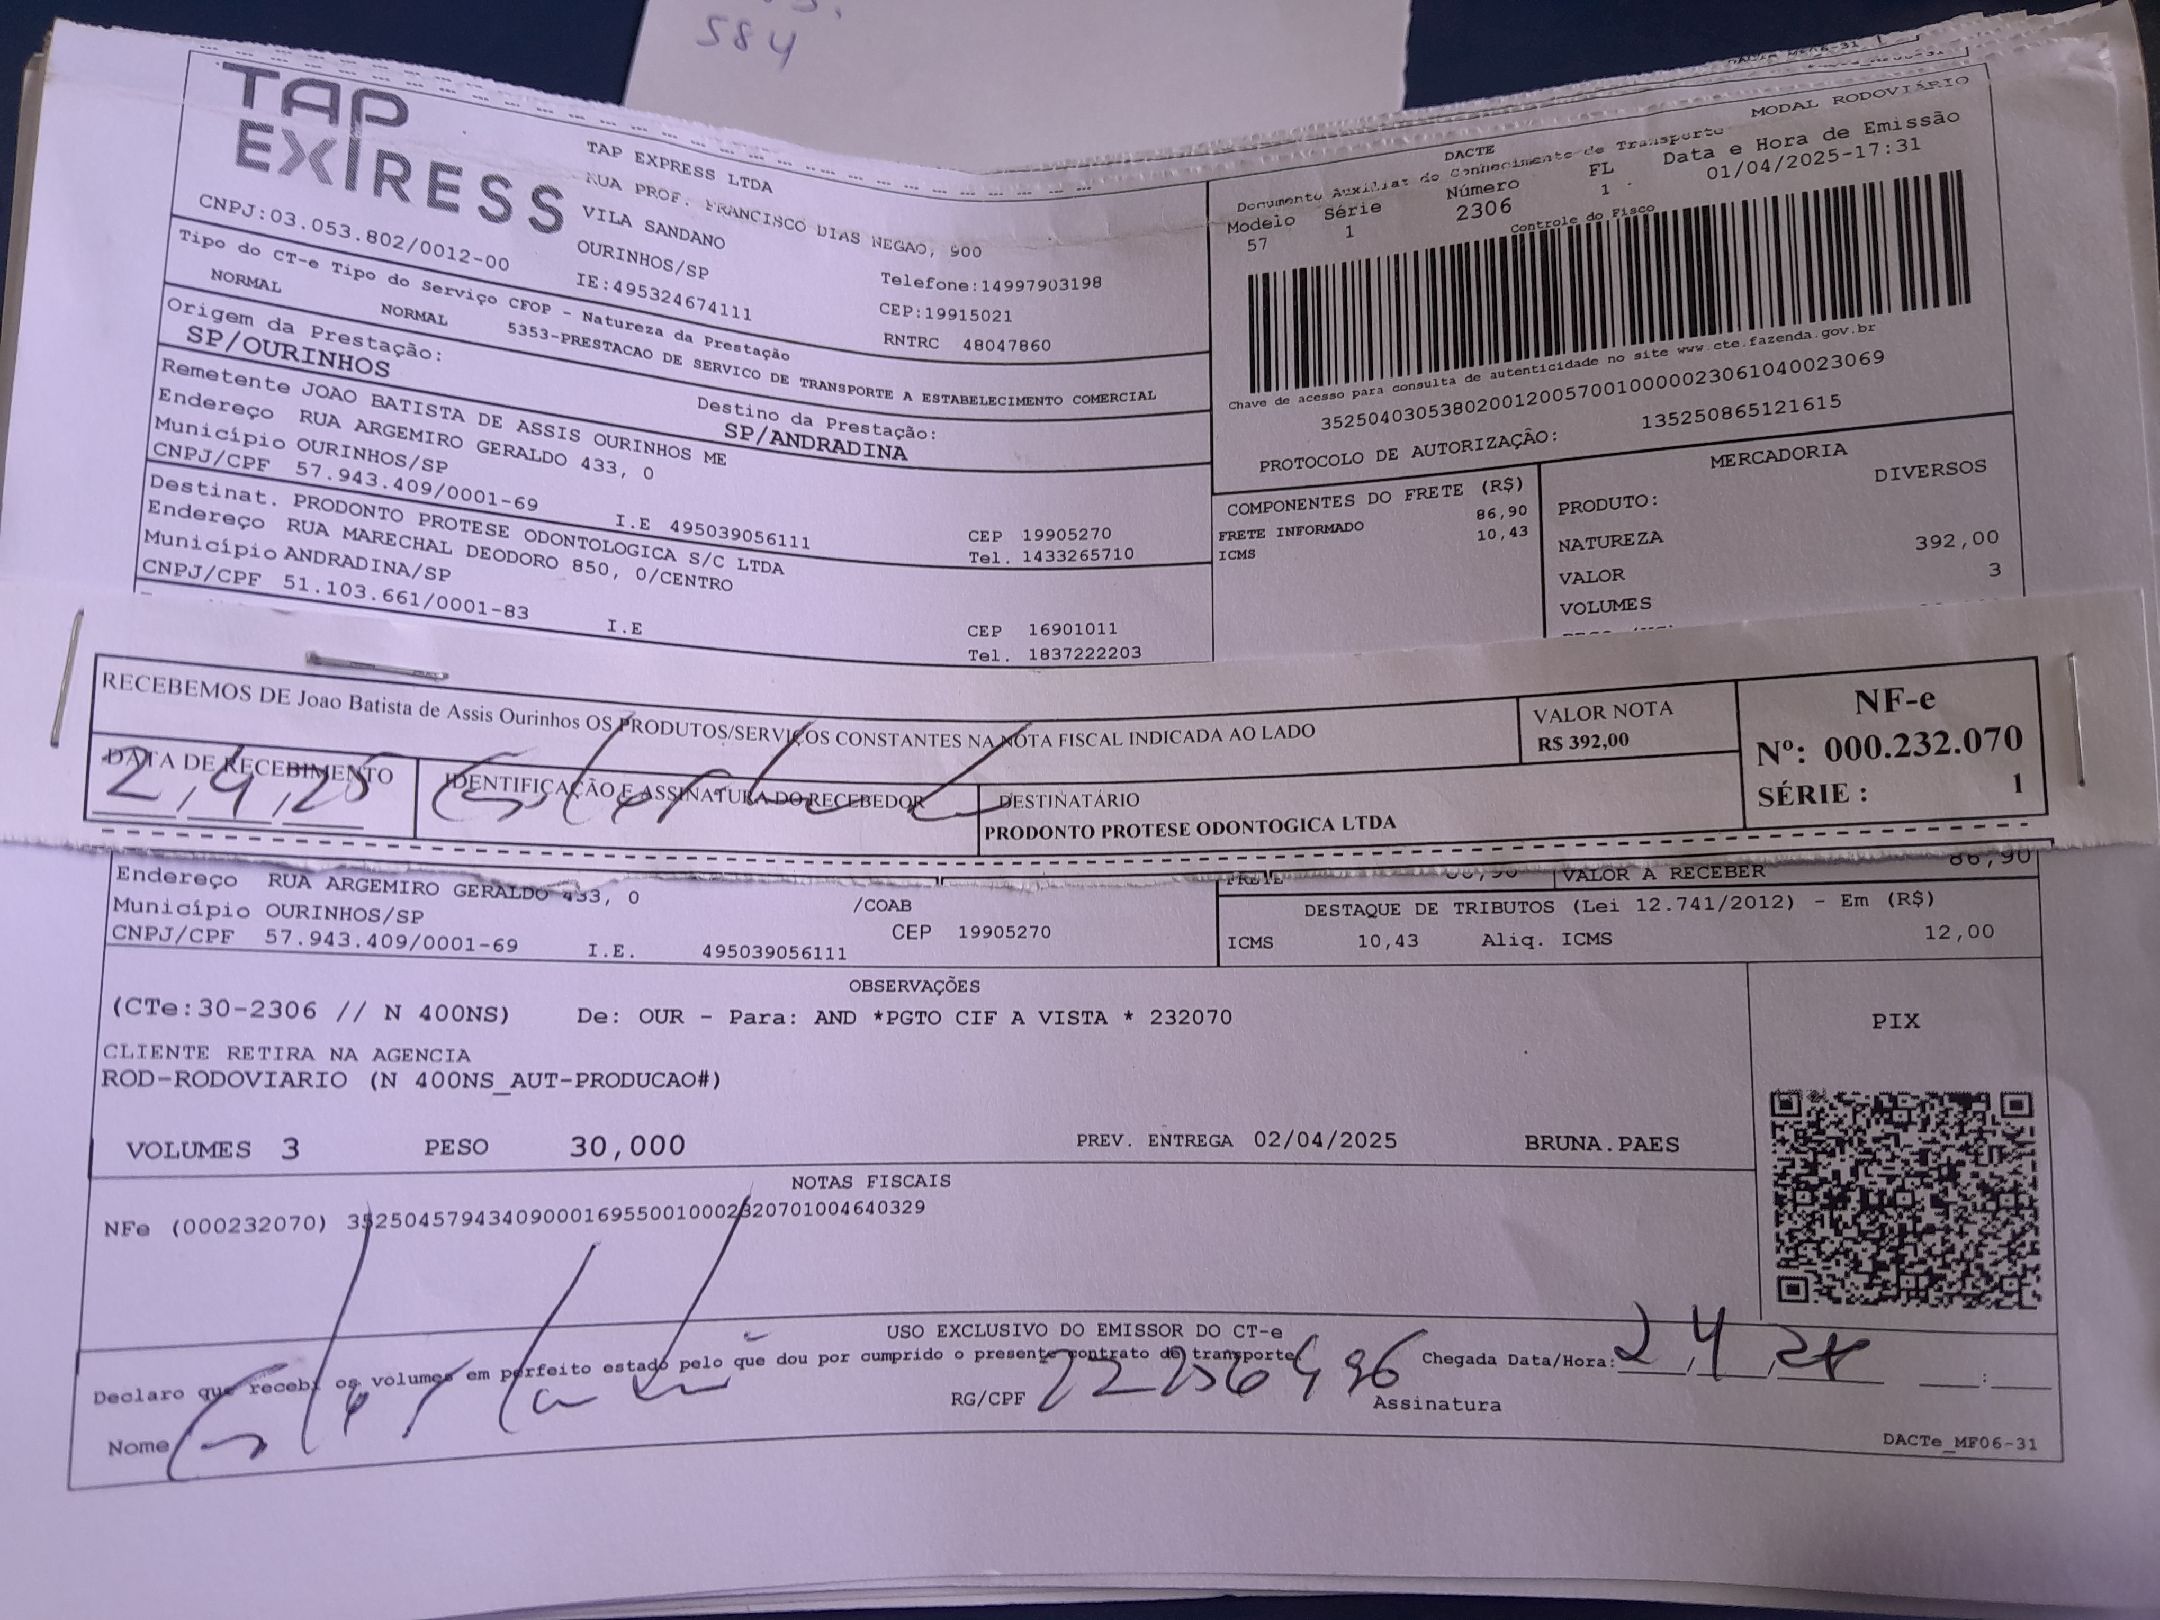 584
TAP
EXPRESS
TAP EXPRESS LTDA
RUA PROF. FRANCISCO DIAS NEGAO, 900
VILA SANDANO
OURINHOS/SP
CNPJ:03.053.802/0012-00
IE:495324674111
Telefone:14997903198
CEP:19915021
RNTRC 48047860
MODAL RODOVIÁRIO
DACTE
Documento Auxiliar do Conhecimento de Transporte
Modelo Série Número FL Data e Hora de Emissão
57 1 2306 1 01/04/2025-17:31
Controle do Fisco
Chave de acesso para consulta de autenticidade no site www.cte.fazenda.gov.br
35250403053802001200570010000023061040023069
PROTOCOLO DE AUTORIZAÇÃO: 135250865121615
Tipo do CT-e Tipo do Serviço CFOP - Natureza da Prestação
NORMAL NORMAL 5353-PRESTACAO DE SERVICO DE TRANSPORTE A ESTABELECIMENTO COMERCIAL
Origem da Prestação: Destino da Prestação:
SP/OURINHOS SP/ANDRADINA
Remetente JOAO BATISTA DE ASSIS OURINHOS ME
Endereço RUA ARGEMIRO GERALDO 433, 0
Município OURINHOS/SP CEP 19905270
CNPJ/CPF 57.943.409/0001-69 I.E 495039056111 Tel. 1433265710
Destinat. PRODONTO PROTESE ODONTOLOGICA S/C LTDA
Endereço RUA MARECHAL DEODORO 850, 0/CENTRO
Município ANDRADINA/SP CEP 16901011
CNPJ/CPF 51.103.661/0001-83 I.E Tel. 1837222203
COMPONENTES DO FRETE (R$)
FRETE INFORMADO 86,90
ICMS 10,43
MERCADORIA
PRODUTO: DIVERSOS
NATUREZA
VALOR 392,00
VOLUMES 3
RECEBEMOS DE Joao Batista de Assis Ourinhos OS PRODUTOS/SERVIÇOS CONSTANTES NA NOTA FISCAL INDICADA AO LADO
VALOR NOTA
R$ 392,00
NF-e
Nº: 000.232.070
SÉRIE : 1
DATA DE RECEBIMENTO
2,4,25
IDENTIFICAÇÃO E ASSINATURA DO RECEBEDOR
DESTINATÁRIO
PRODONTO PROTESE ODONTOGICA LTDA
Endereço RUA ARGEMIRO GERALDO 433, 0 /COAB
Município OURINHOS/SP CEP 19905270
CNPJ/CPF 57.943.409/0001-69 I.E. 495039056111
FRETE 86,90 VALOR A RECEBER 86,90
DESTAQUE DE TRIBUTOS (Lei 12.741/2012) - Em (R$)
ICMS 10,43 Aliq. ICMS 12,00
OBSERVAÇÕES
(CTe:30-2306 // N 400NS) De: OUR - Para: AND *PGTO CIF A VISTA * 232070
CLIENTE RETIRA NA AGENCIA
ROD-RODOVIARIO (N 400NS_AUT-PRODUCAO#)
PIX
VOLUMES 3 PESO 30,000 PREV. ENTREGA 02/04/2025 BRUNA.PAES
NOTAS FISCAIS
NFe (000232070) 35250457943409000169550010002320701004640329
USO EXCLUSIVO DO EMISSOR DO CT-e
Declaro que recebi os volumes em perfeito estado pelo que dou por cumprido o presente contrato de transporte
Chegada Data/Hora: 2,4,
Nome RG/CPF Assinatura
DACTe_MF06-31